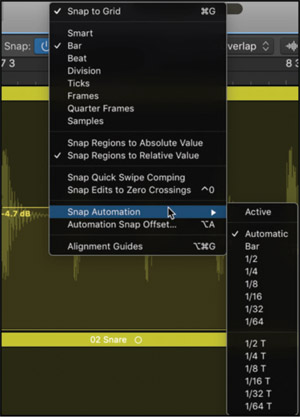 Snap to Grid ⌘G
Snap:
Smart
Bar
verlap
7 3
Beat
8
Division
Ticks
Frames
Quarter Frames
Samples
Snap Regions to Absolute Value
✓ Snap Regions to Relative Value
Snap Quick Swipe Comping
Snap Edits to Zero Crossings ^0
-4.7 dB
Snap Automation
Active
Automation Snap Offset... ⌥A
✓ Automatic
Alignment Guides ⌥⌘G
Bar
1/2
1/4
1/8
1/16
1/32
1/64
02 Snare
1/2 T
1/4 T
1/8 T
1/16 T
1/32 T
1/64 T